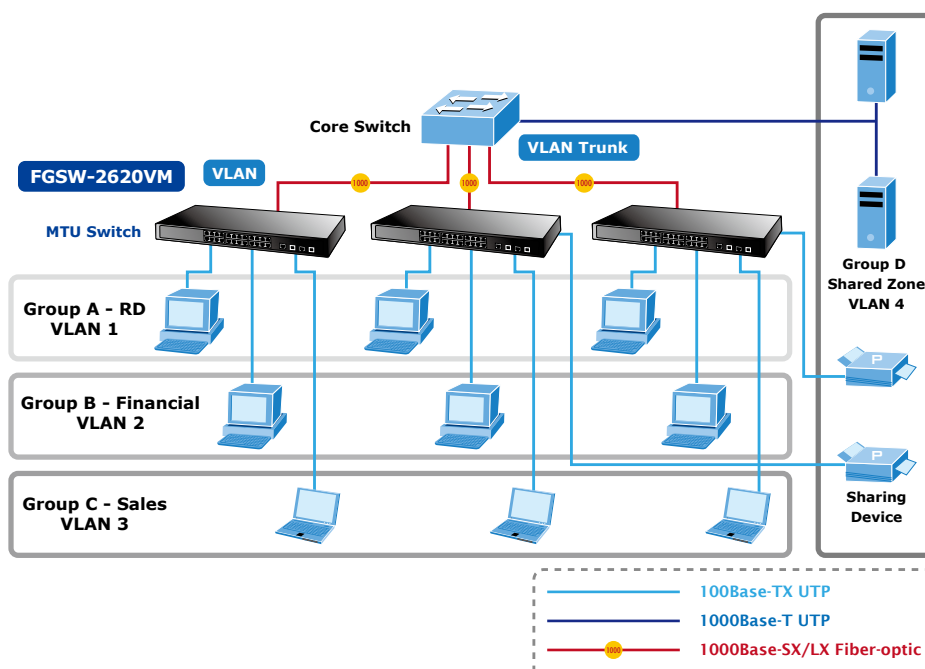 Core Switch
VLAN Trunk
FGSW-2620VM
VLAN
1000
1000
1000
MTU Switch
Group D
Shared Zone
VLAN 4
Group A - RD
VLAN 1
P
Group B - Financial
VLAN 2
P
Group C - Sales
VLAN 3
Sharing
Device
100Base-TX UTP
1000Base-T UTP
1000
1000Base-SX/LX Fiber-optic